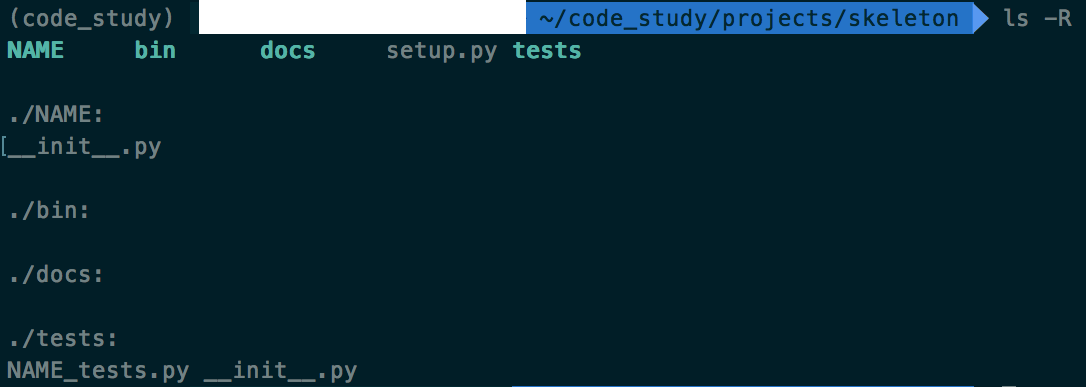 (code_study) ~/code_study/projects/skeleton ls -R
NAME bin docs setup.py tests
./NAME:
__init__.py
./bin:
./docs:
./tests:
NAME_tests.py __init__.py